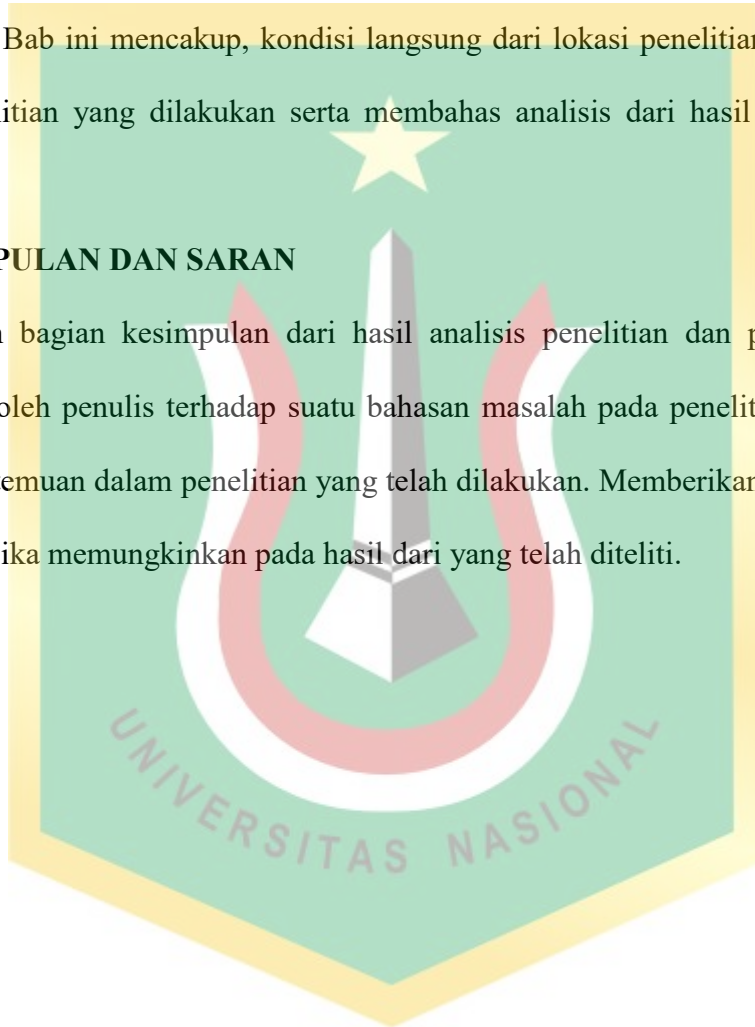 Bab ini mencakup, kondisi langsung dari lokasi penelitian
litian yang dilakukan serta membahas analisis dari hasil
PULAN DAN SARAN
bagian kesimpulan dari hasil analisis penelitian dan p
oleh penulis terhadap suatu bahasan masalah pada penelit
temuan dalam penelitian yang telah dilakukan. Memberikan
ika memungkinkan pada hasil dari yang telah diteliti.
UNIVERSITAS NASIONAL